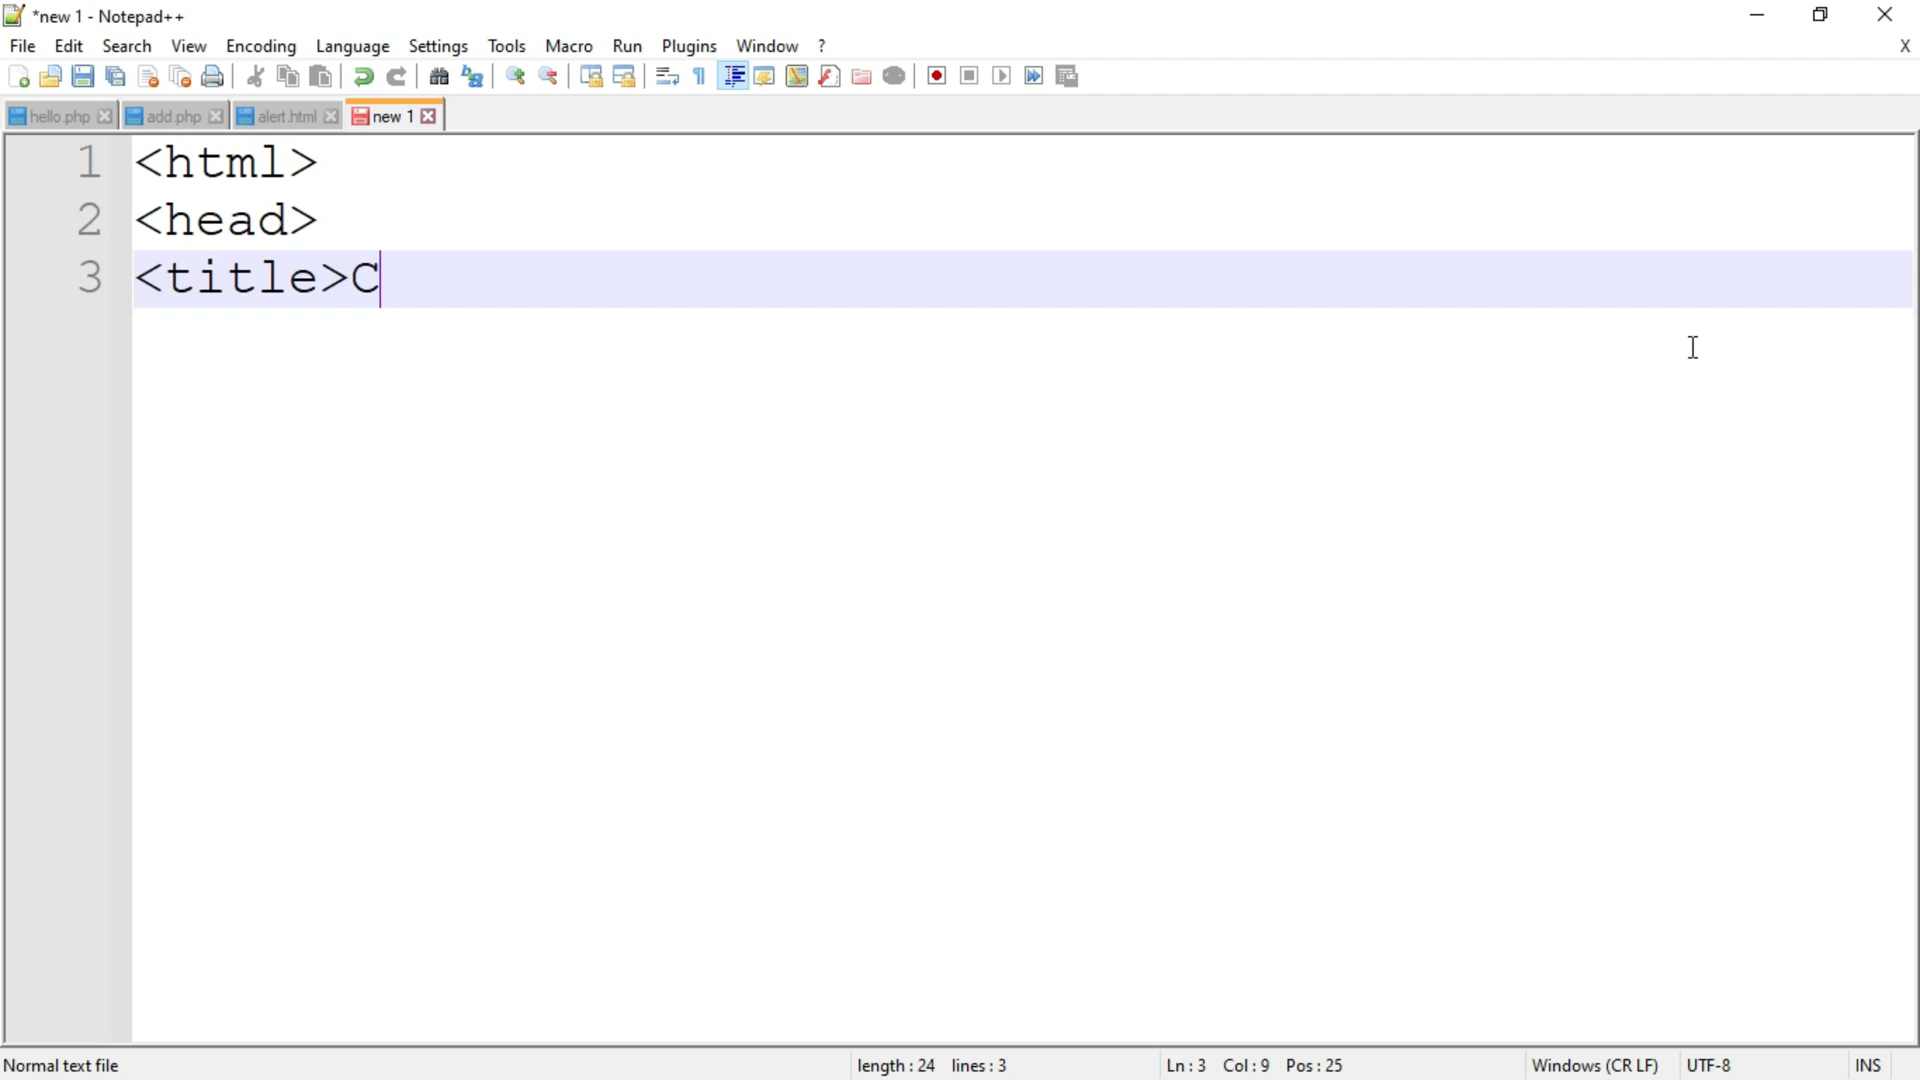 *new 1 - Notepad++
File Edit Search View Encoding Language Settings Tools Macro Run Plugins Window ? X
hello.php add.php alert.html new 1
1 <html>
2 <head>
3 <title>C
Normal text file length : 24 lines : 3 Ln : 3 Col : 9 Pos : 25 Windows (CR LF) UTF-8 INS